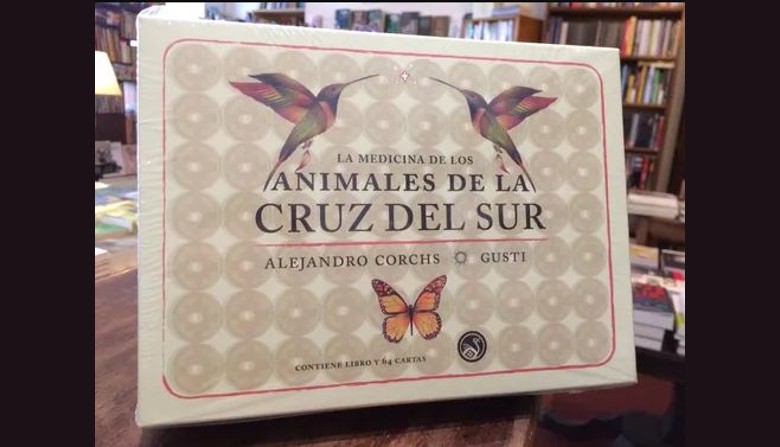 LA MEDICINA DE LOS
ANIMALES DE LA
CRUZ DEL SUR
ALEJANDRO CORCHS GUSTI
CONTIENE LIBRO Y 64 CARTAS